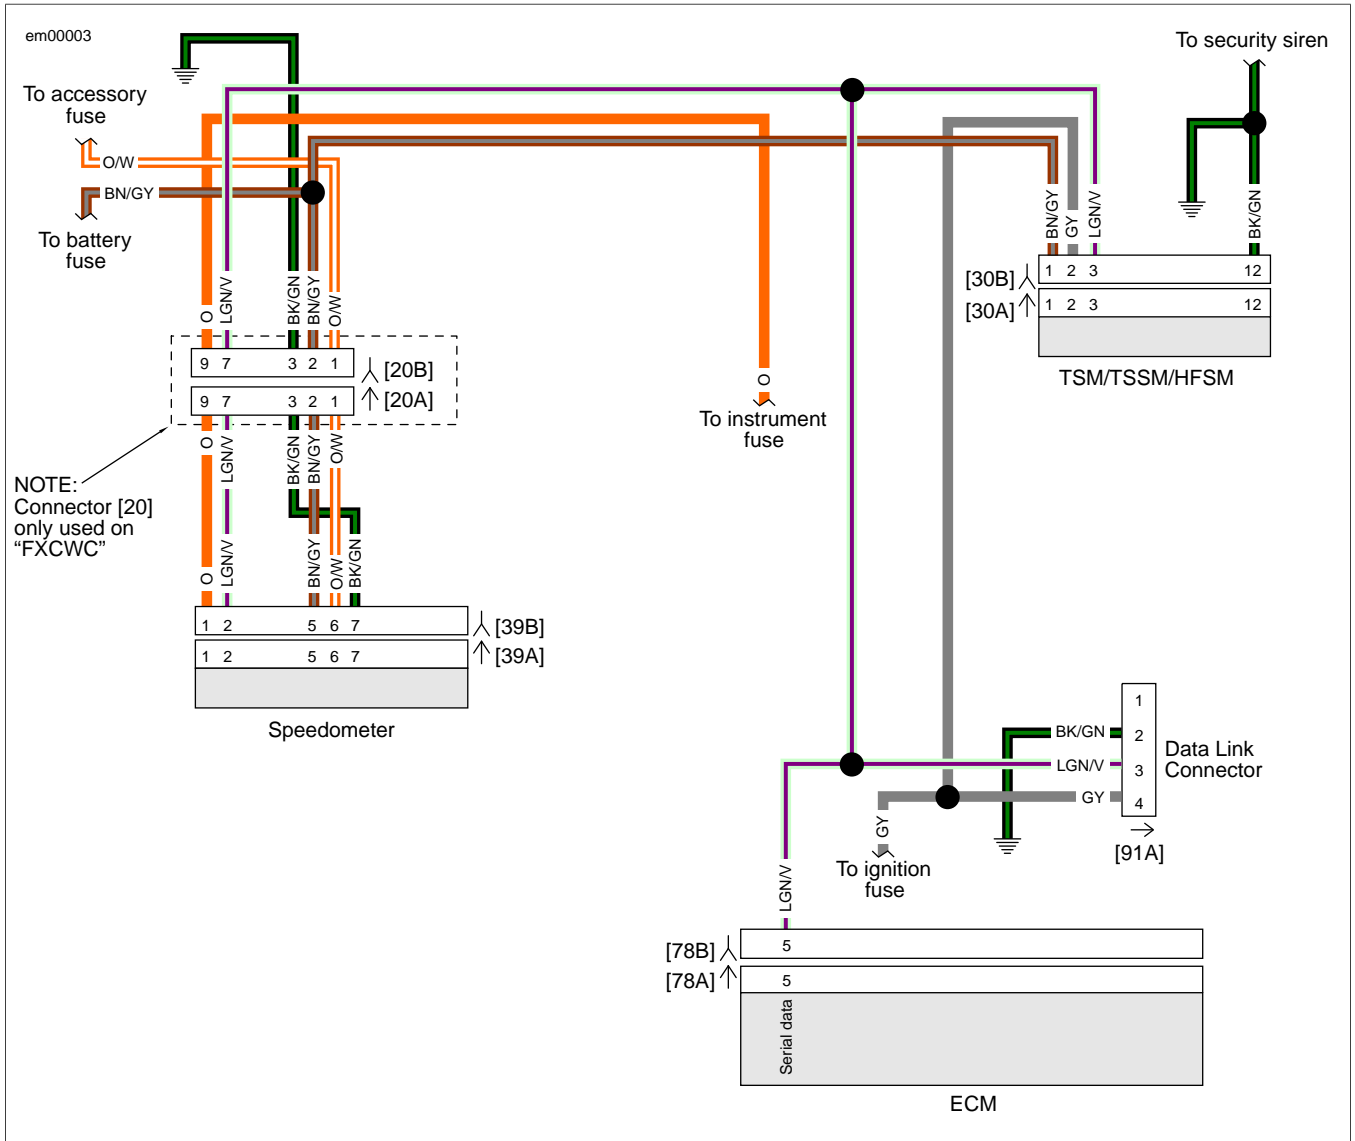 em00003
To security siren
To accessory
fuse
O/W
BN/GY
To battery
fuse
O
LGN/V
BK/GN
BN/GY
O/W
BN/GY
GY
LGN/V
BK/GN
[30B]
1 2 3 12
[30A]
1 2 3 12
TSM/TSSM/HFSM
9 7 3 2 1
[20B]
9 7 3 2 1
[20A]
O
To instrument
fuse
NOTE:
Connector [20]
only used on
“FXCWC”
O
LGN/V
BK/GN
BN/GY
O/W
O
LGN/V
BN/GY
O/W
BK/GN
1 2 5 6 7
[39B]
1 2 5 6 7
[39A]
Speedometer
1
BK/GN
2
LGN/V
3
GY
4
Data Link
Connector
[91A]
GY
To ignition
fuse
LGN/V
[78B]
5
[78A]
5
Serial data
ECM